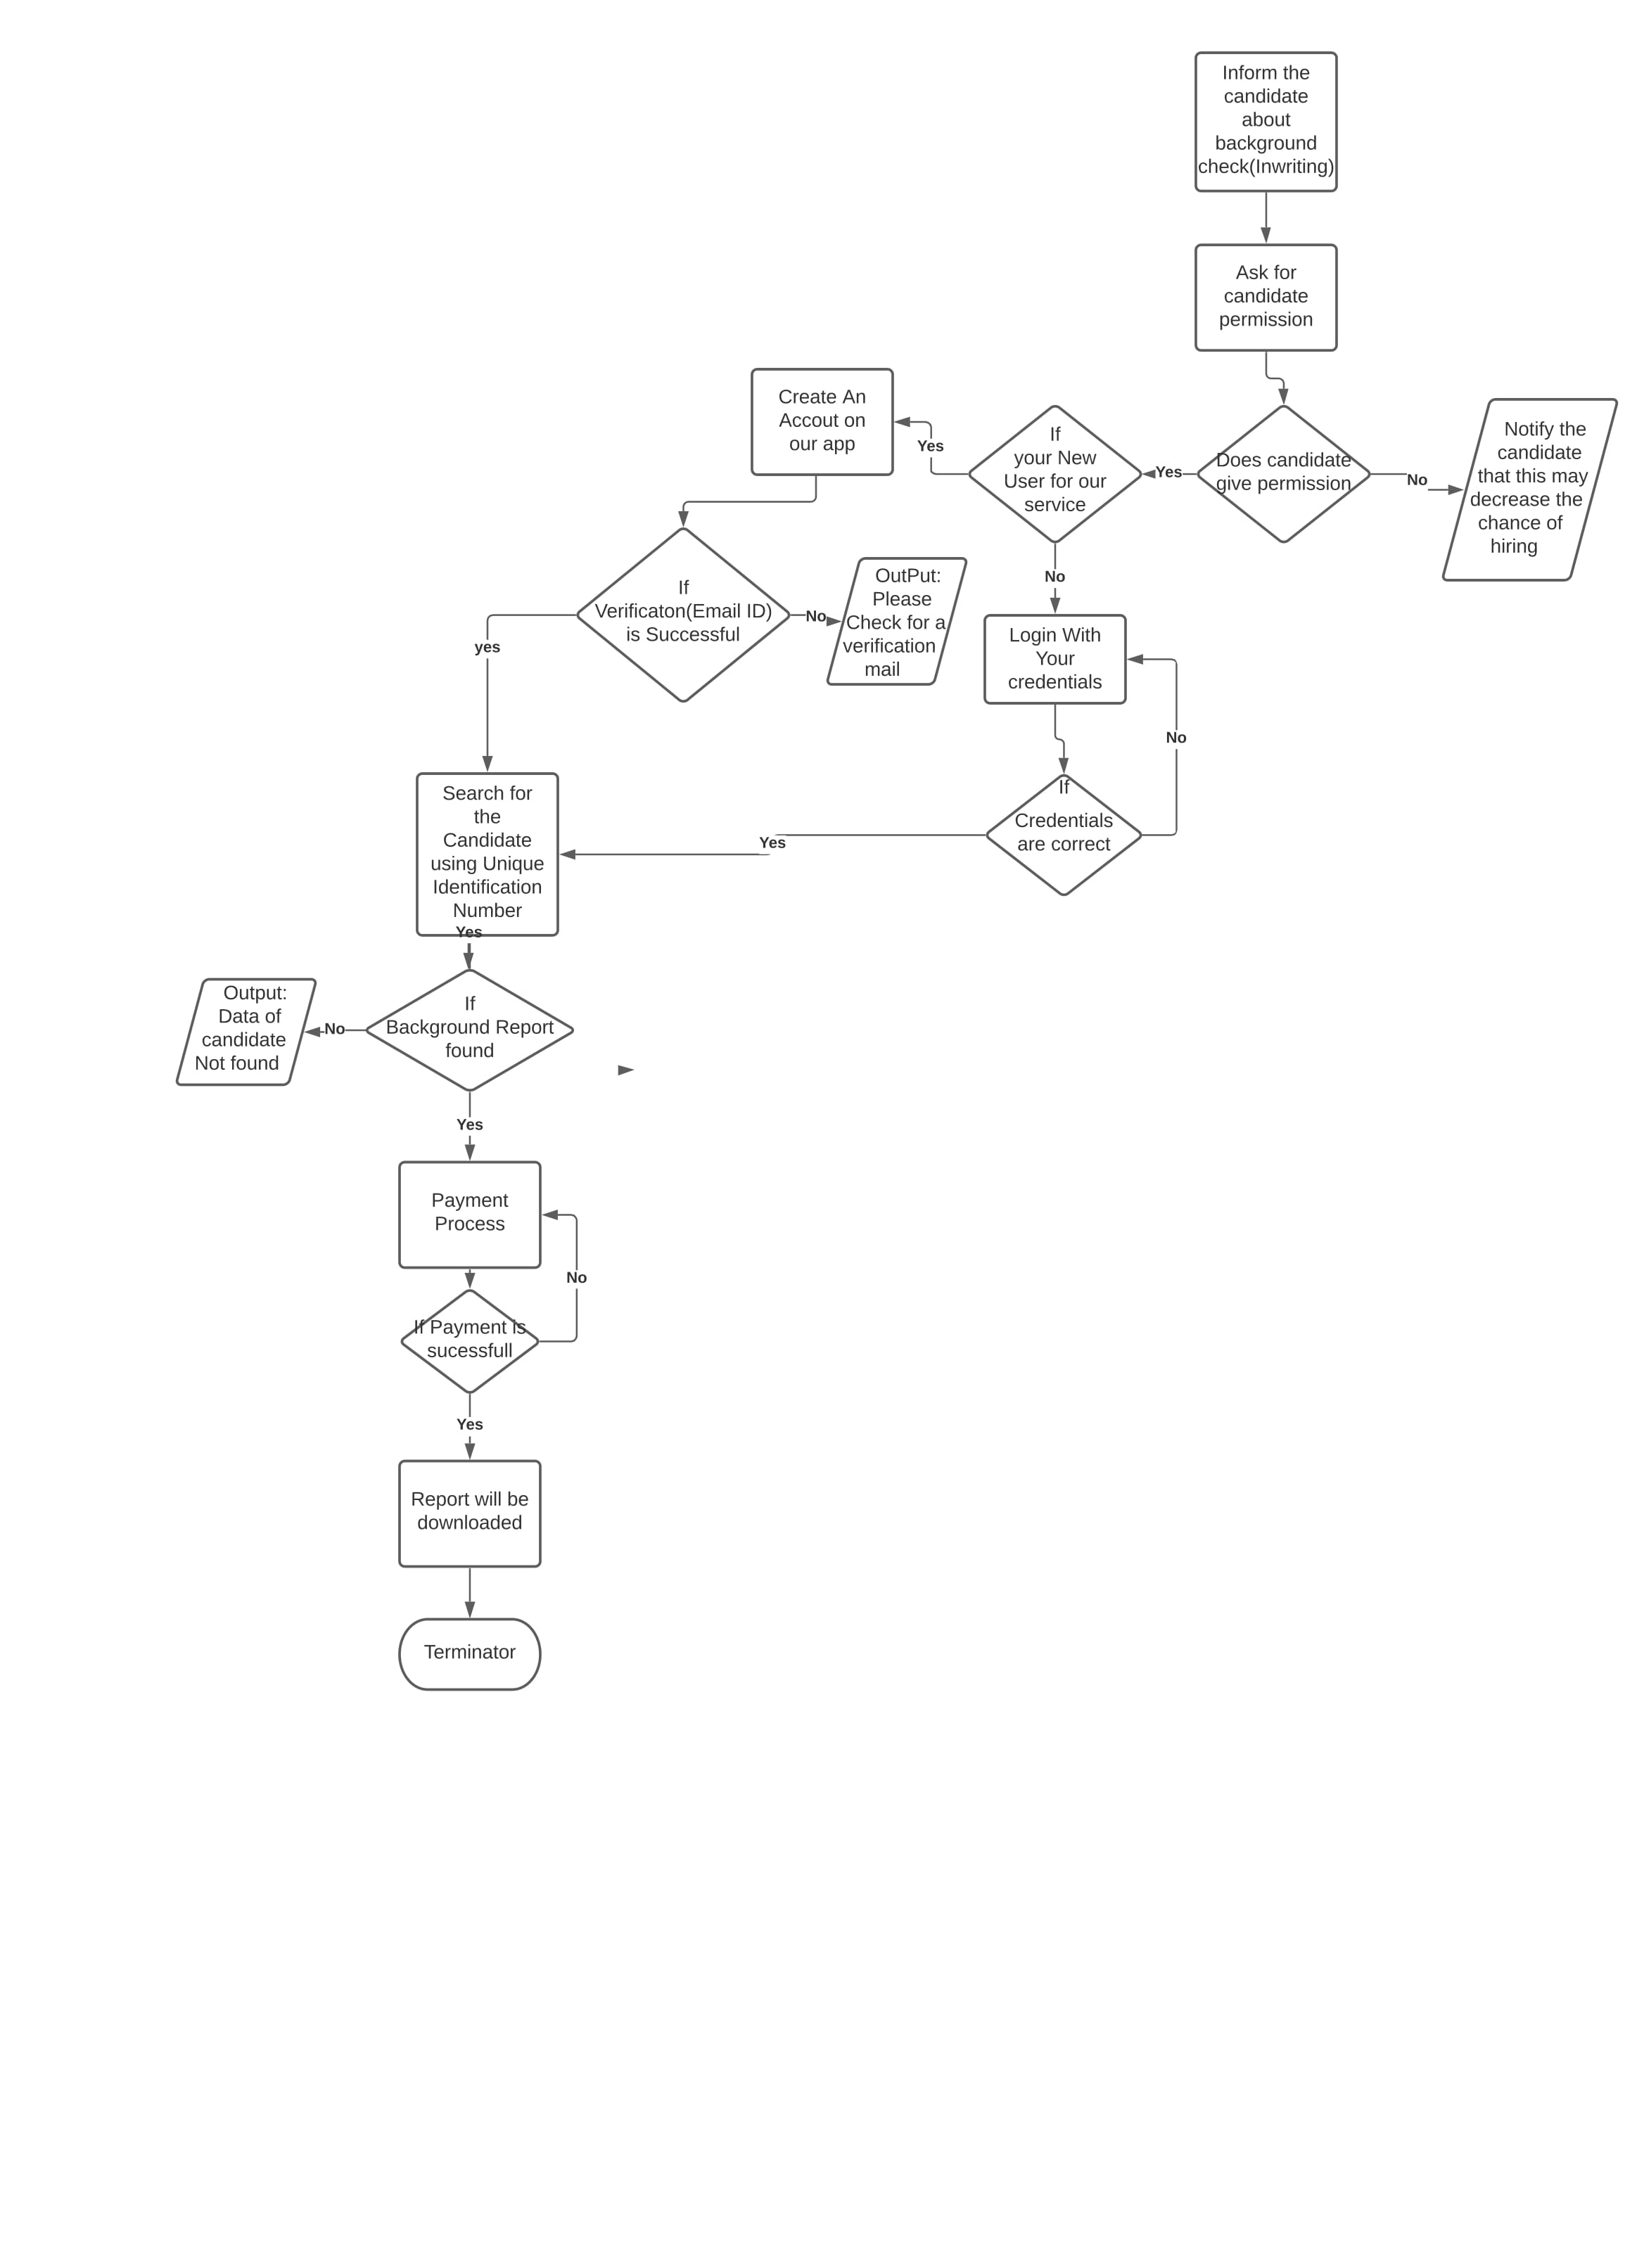 Inform the
candidate
about
background
check(Inwriting)
Ask for
candidate
permission
Does candidate
give permission
Yes
No
Notify the
candidate
that this may
decrease the
chance of
hiring
If
your New
User for our
service
Yes
No
Create An
Accout on
our app
If
Verificaton(Email ID)
is Successful
yes
No
OutPut:
Please
Check for a
verification
mail
Login With
Your
credentials
No
If
Credentials
are correct
Yes
Search for
the
Candidate
using Unique
Identification
Number
Yes
If
Background Report
found
No
Output:
Data of
candidate
Not found
Yes
Payment
Process
No
If Payment is
sucessfull
Yes
Report will be
downloaded
Terminator